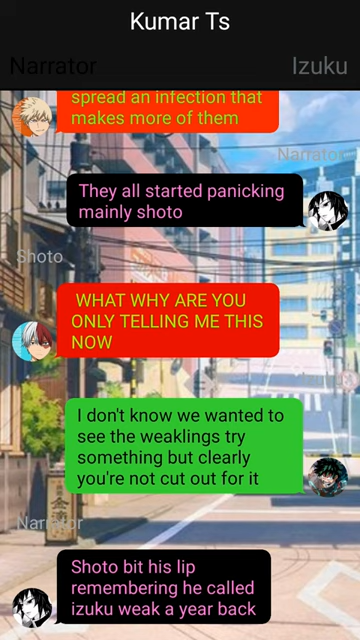 Kumar Ts
Narrator
Izuku
spread an infection that
makes more of them
Narrator
They all started panicking
mainly shoto
Shoto
WHAT WHY ARE YOU
ONLY TELLING ME THIS
NOW
I don't know we wanted to
see the weaklings try
something but clearly
you're not cut out for it
Narrator
Shoto bit his lip
remembering he called
izuku weak a year back